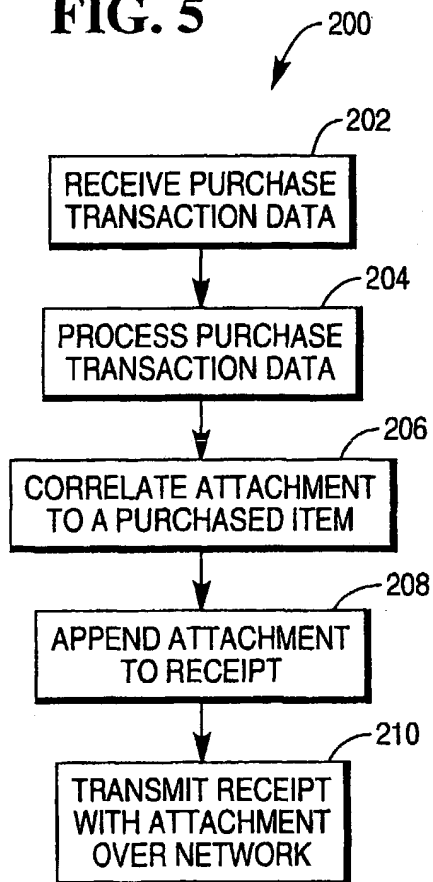 FIG. 5
200
202
RECEIVE PURCHASE
TRANSACTION DATA
204
PROCESS PURCHASE
TRANSACTION DATA
206
CORRELATE ATTACHMENT
TO A PURCHASED ITEM
208
APPEND ATTACHMENT
TO RECEIPT
210
TRANSMIT RECEIPT
WITH ATTACHMENT
OVER NETWORK